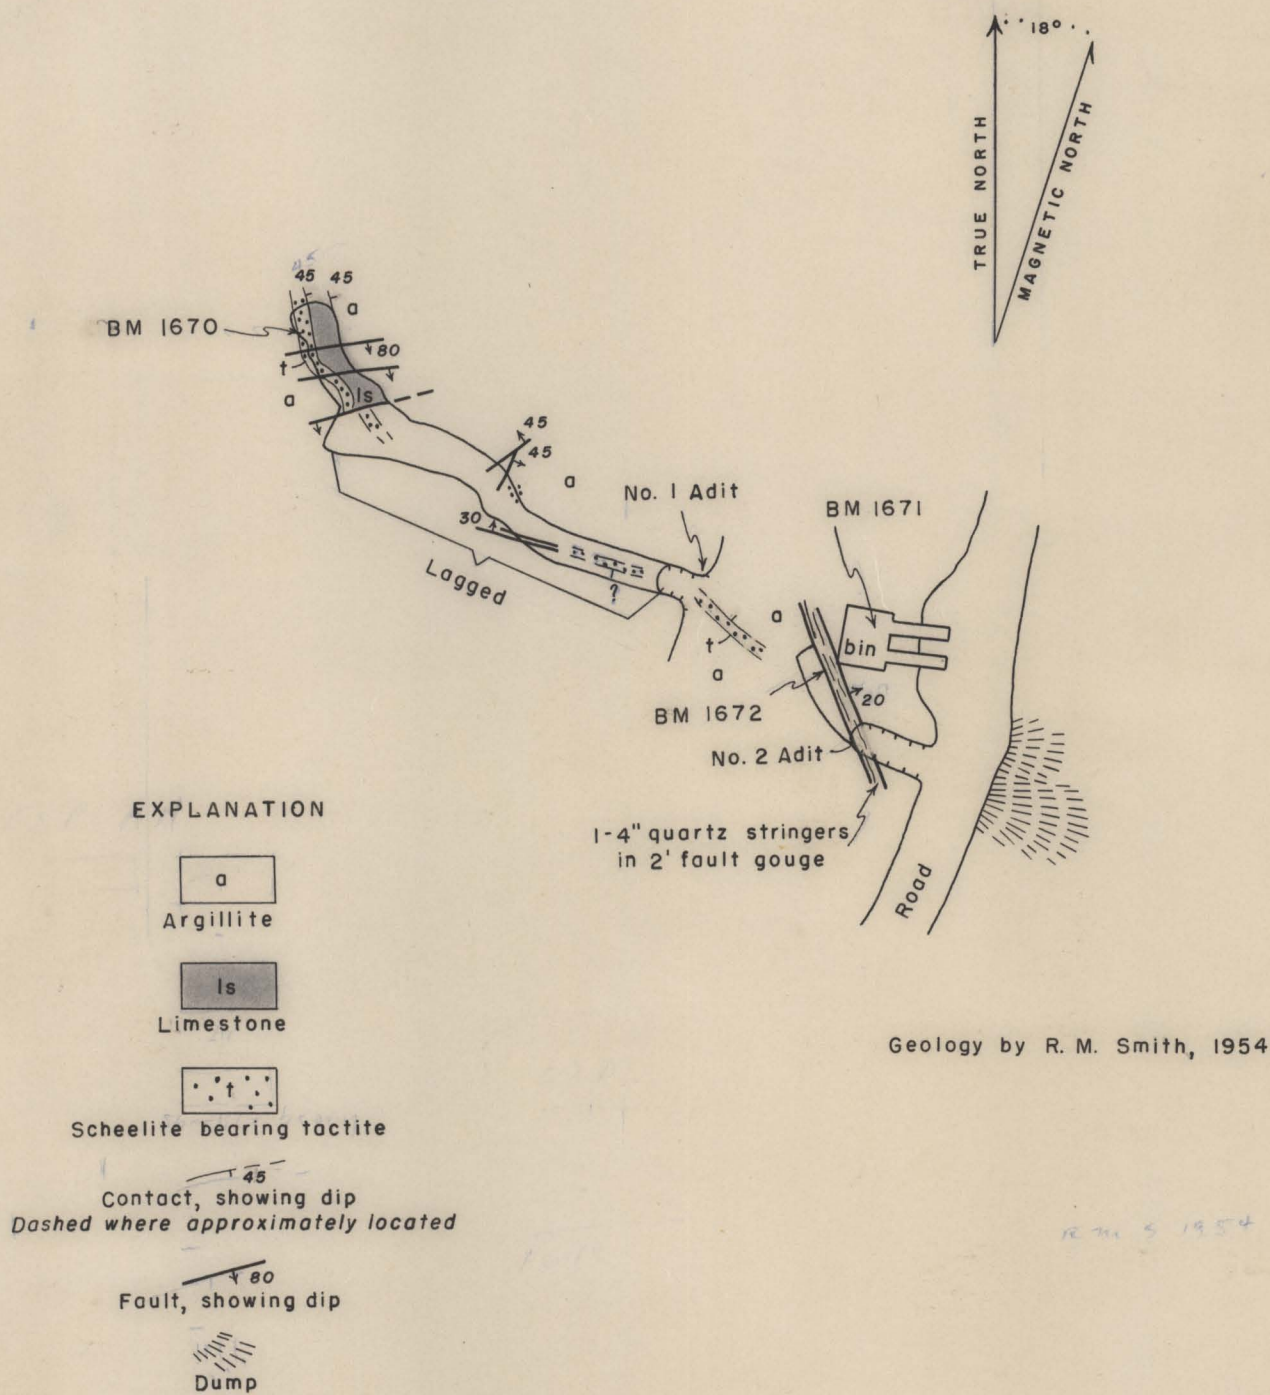 18°
TRUE NORTH
MAGNETIC NORTH
45 45
a
BM 1670
80
t
a
ls
45
45
a
No. 1 Adit
BM 1671
30
Lagged
?
a
t
a
bin
20
BM 1672
No. 2 Adit
1-4" quartz stringers
in 2' fault gouge
Road
EXPLANATION
a
Argillite
ls
Limestone
t
Scheelite bearing tactite
45
Contact, showing dip
Dashed where approximately located
80
Fault, showing dip
Dump
Geology by R. M. Smith, 1954
R M S 1954